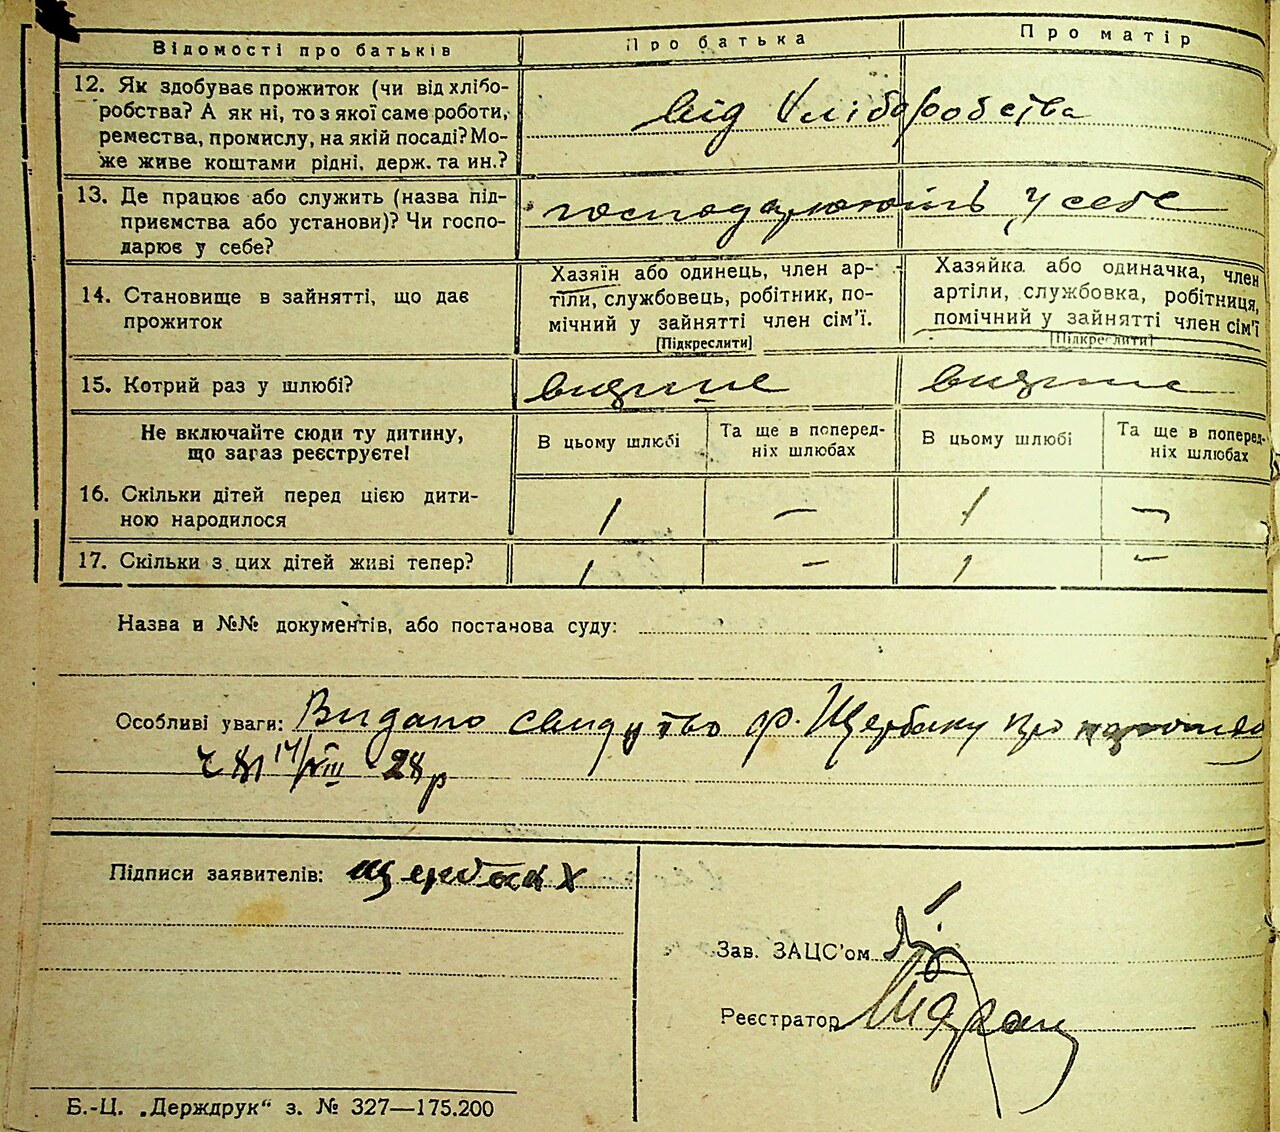 Відомості про батьків
Про батька
Про матір
12. Як здобуває прожиток (чи від хлібо-
робства? А як ні, то з якої саме роботи,
ремества, промислу, на якій посаді? Мо-
же живе коштами рідні, держ. та ин.?
від хліборобства
13. Де працює або служить (назва під-
приємства або установи)? Чи госпо-
дарює у себе?
господарюють у себе
14. Становище в зайнятті, що дає
прожиток
Хазяїн або одинець, член ар-
тіли, службовець, робітник, по-
мічний у зайнятті член сім'ї.
[Підкреслити]
Хазяйка або одиначка, член
артіли, службовка, робітниця,
помічний у зайнятті член сім'ї
[Підкреслити]
15. Котрий раз у шлюбі?
Не включайте сюди ту дитину,
що зараз реєструєте!
В цьому шлюбі
Та ще в поперед-
ніх шлюбах
В цьому шлюбі
Та ще в поперед-
ніх шлюбах
16. Скільки дітей перед цією дити-
ною народилося
1 — 1 —
17. Скільки з цих дітей живі тепер?
1 — 1 —
Назва и №№ документів, або постанова суду:
Особливі уваги: Видано свидутво гр. Щербаку про
14/VIII 28 р
Підписи заявителів: Щербак Х
Зав. ЗАЦС'ом
Реєстратор
Б.-Ц. „Держдрук" з. № 327—175.200